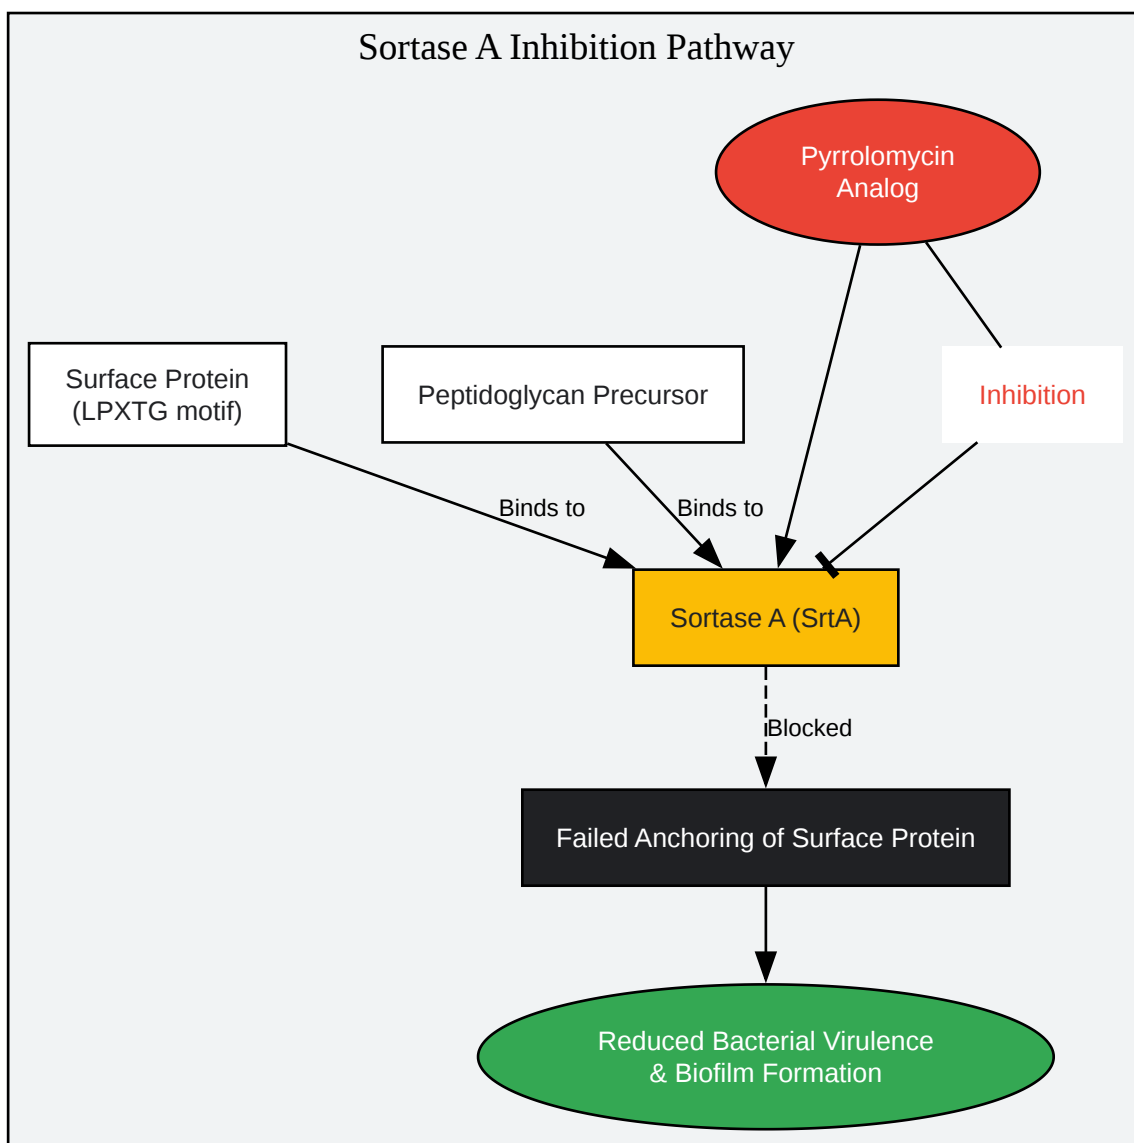 Sortase A Inhibition Pathway
Pyrrolomycin
Analog
Surface Protein
(LPXTG motif)
Peptidoglycan Precursor
Inhibition
Binds to
Binds to
Sortase A (SrtA)
Blocked
Failed Anchoring of Surface Protein
Reduced Bacterial Virulence
& Biofilm Formation